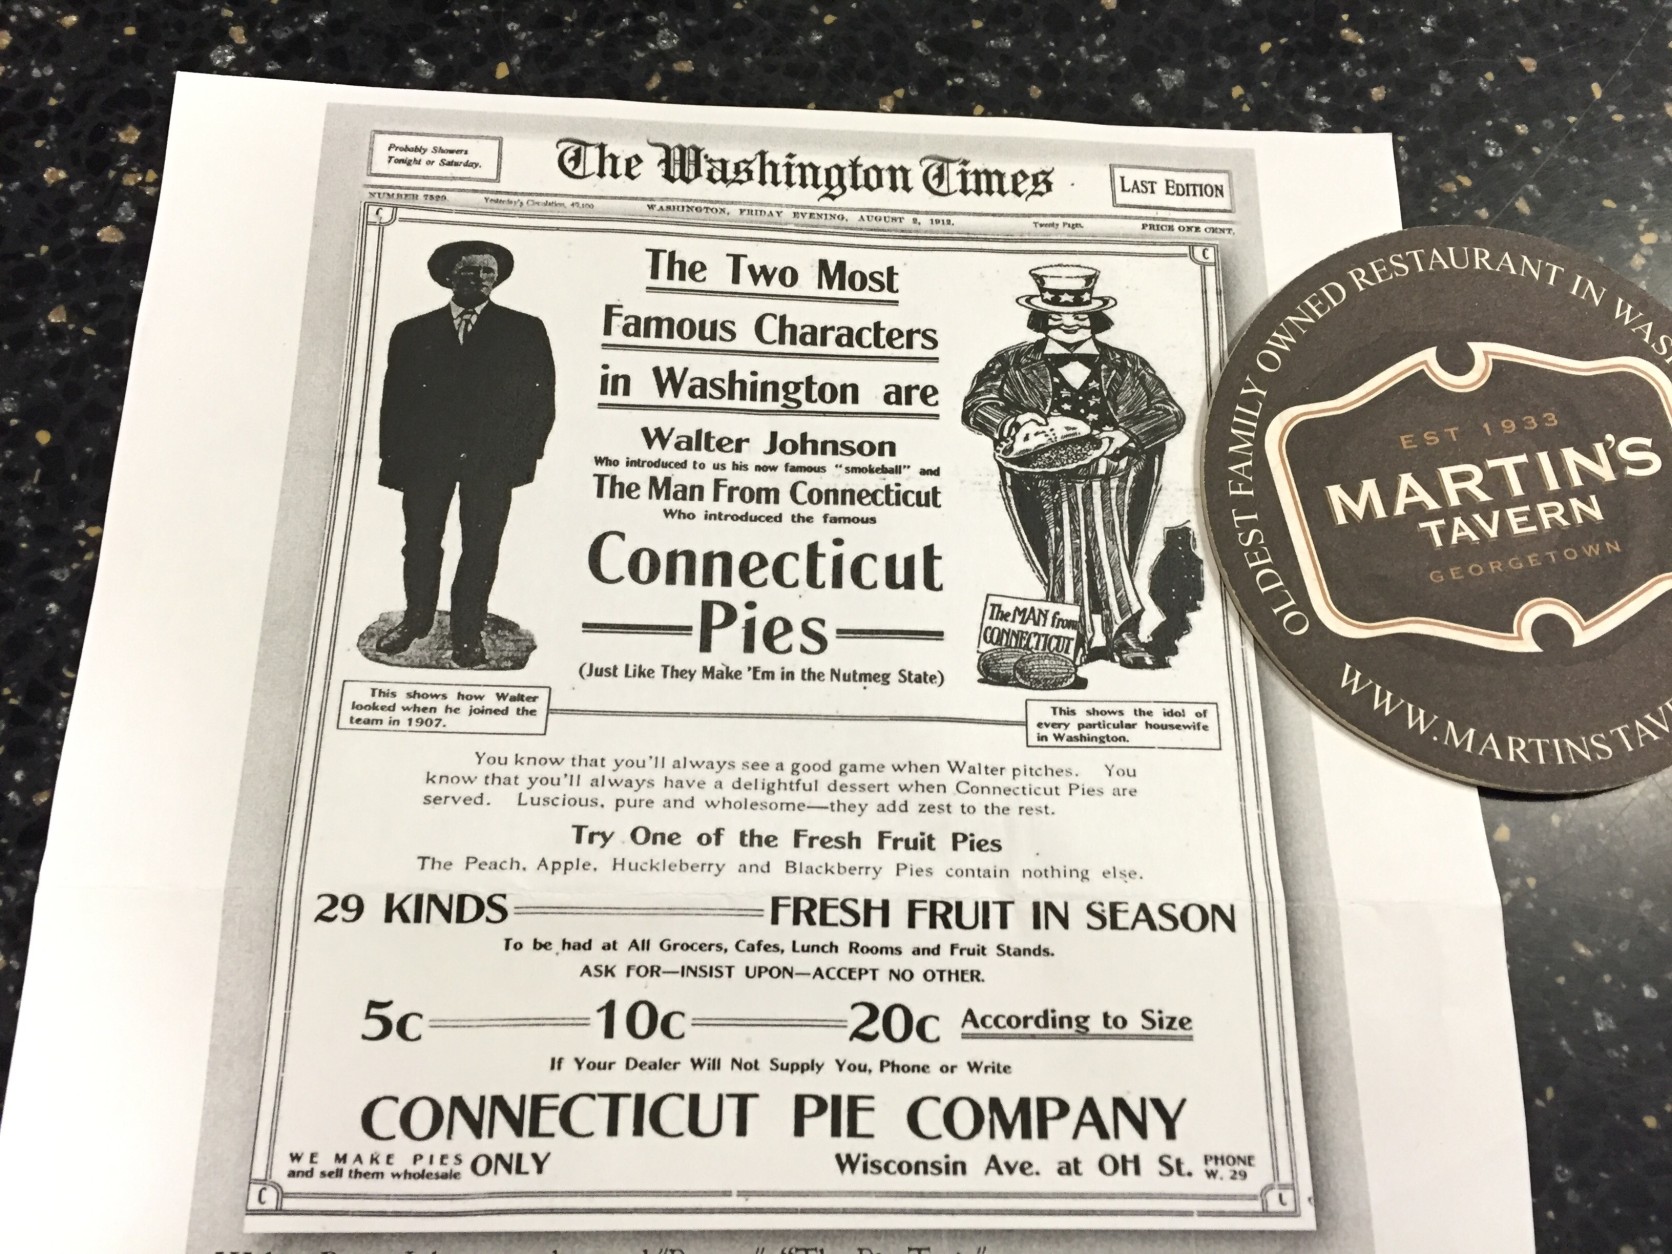 Probably Showers
Tonight or Saturday.
The Washington Times
LAST EDITION
Yesterday's Circulation,
WASHINGTON, FRIDAY EVENING, AUGUST 2, 1912.
Twenty Pages.
PRICE ONE CENT.
The Two Most
Famous Characters
in Washington are
Walter Johnson
Who introduced to us his now famous "smokeball" and
The Man From Connecticut
Who introduced the famous
Connecticut
Pies
(Just Like They Make 'Em in the Nutmeg State)
The MAN from
CONNECTICUT
This shows how Walter
looked when he joined the
team in 1907.
This shows the idol of
every particular housewife
in Washington.
You know that you'll always see a good game when Walter pitches. You
know that you'll always have a delightful dessert when Connecticut Pies are
served. Luscious, pure and wholesome—they add zest to the rest.
Try One of the Fresh Fruit Pies
The Peach, Apple, Huckleberry and Blackberry Pies contain nothing else.
29 KINDS FRESH FRUIT IN SEASON
To be had at All Grocers, Cafes, Lunch Rooms and Fruit Stands.
ASK FOR—INSIST UPON—ACCEPT NO OTHER.
5c 10c 20c According to Size
If Your Dealer Will Not Supply You, Phone or Write
CONNECTICUT PIE COMPANY
WE MAKE PIES
and sell them wholesale ONLY
Wisconsin Ave. at OH St. PHONE
W. 29
OLDEST FAMILY OWNED RESTAURANT IN WAS
EST 1933
MARTIN'S
TAVERN
GEORGETOWN
WWW.MARTINSTAV